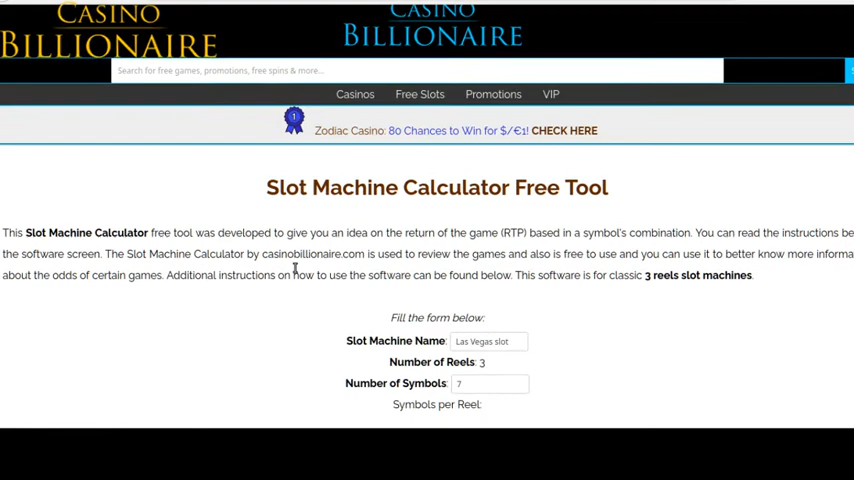 CASINO
BILLIONAIRE
CASINO
BILLIONAIRE
Search for free games, promotions, free spins & more...
Casinos Free Slots Promotions VIP
1 Zodiac Casino: 80 Chances to Win for $/€1! CHECK HERE
Slot Machine Calculator Free Tool
This Slot Machine Calculator free tool was developed to give you an idea on the return of the game (RTP) based in a symbol's combination. You can read the instructions be
the software screen. The Slot Machine Calculator by casinobillionaire.com is used to review the games and also is free to use and you can use it to better know more informa
about the odds of certain games. Additional instructions on how to use the software can be found below. This software is for classic 3 reels slot machines.
Fill the form below:
Slot Machine Name: Las Vegas slot
Number of Reels: 3
Number of Symbols: 7
Symbols per Reel: